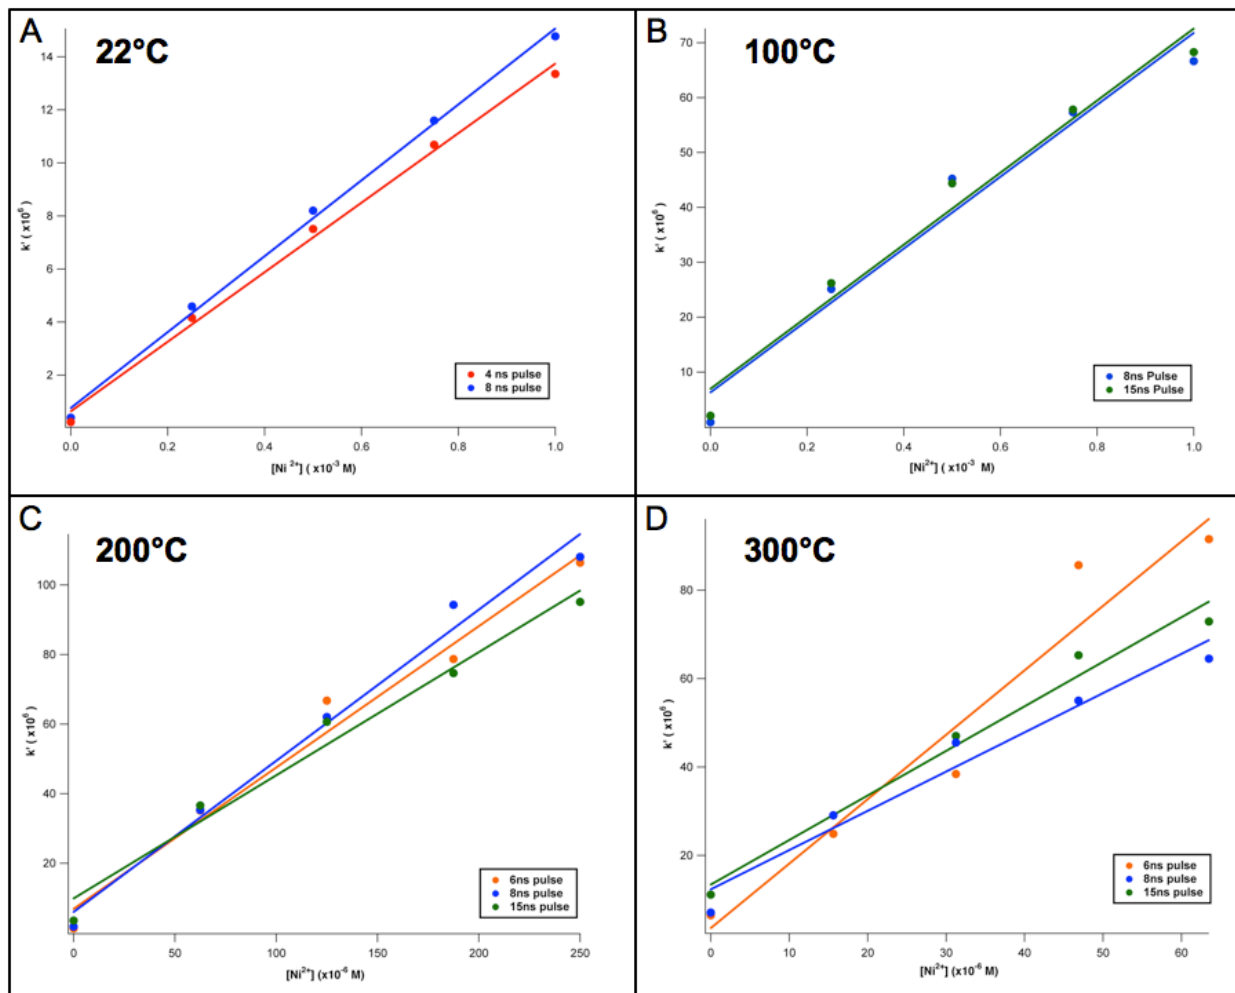 A
22°C
14
12
10
8
6
4
2
k' ( x10⁶)
4 ns pulse
8 ns pulse
0.0 0.2 0.4 0.6 0.8 1.0
[Ni 2+] ( x10⁻³ M)
B
100°C
70
60
50
40
30
20
10
k' ( x10⁶)
8ns Pulse
15ns Pulse
0.0 0.2 0.4 0.6 0.8 1.0
[Ni²⁺] ( x10⁻³ M)
C
200°C
100
80
60
40
20
k' ( x10⁶)
6ns pulse
8ns pulse
15ns pulse
0 50 100 150 200 250
[Ni²⁺] (x10⁻⁶ M)
D
300°C
80
60
40
20
k' ( x10⁶)
6ns pulse
8ns pulse
15ns pulse
0 10 20 30 40 50 60
[Ni²⁺] (x10⁻⁶ M)